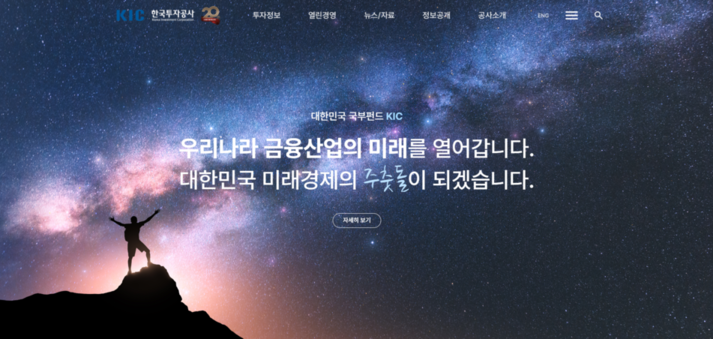 KIC 한국투자공사 20
투자정보 열린경영 뉴스/자료 정보공개 공사소개 ENG
대한민국 국부펀드 KIC
우리나라 금융산업의 미래를 열어갑니다.
대한민국 미래경제의 주춧돌이 되겠습니다.
자세히 보기